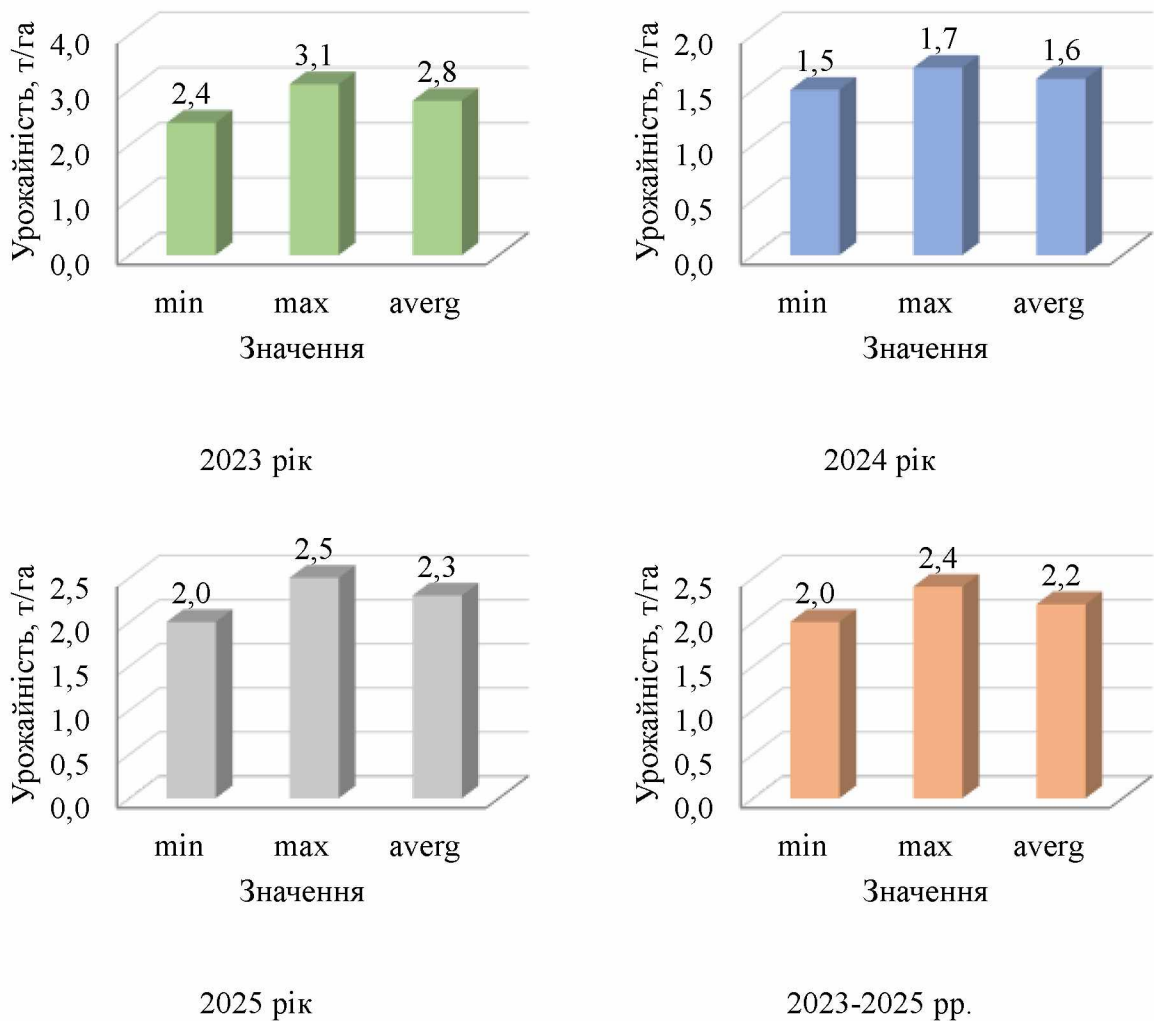 Урожайність, т/га
4,0
3,0
2,0
1,0
0,0
2,4
3,1
2,8
min max averg
Значення
2023 рік
Урожайність, т/га
2,0
1,5
1,0
0,5
0,0
1,5
1,7
1,6
min max averg
Значення
2024 рік
Урожайність, т/га
2,5
2,0
1,5
1,0
0,5
0,0
2,0
2,5
2,3
min max averg
Значення
2025 рік
Урожайність, т/га
2,5
2,0
1,5
1,0
0,5
0,0
2,0
2,4
2,2
min max averg
Значення
2023-2025 рр.